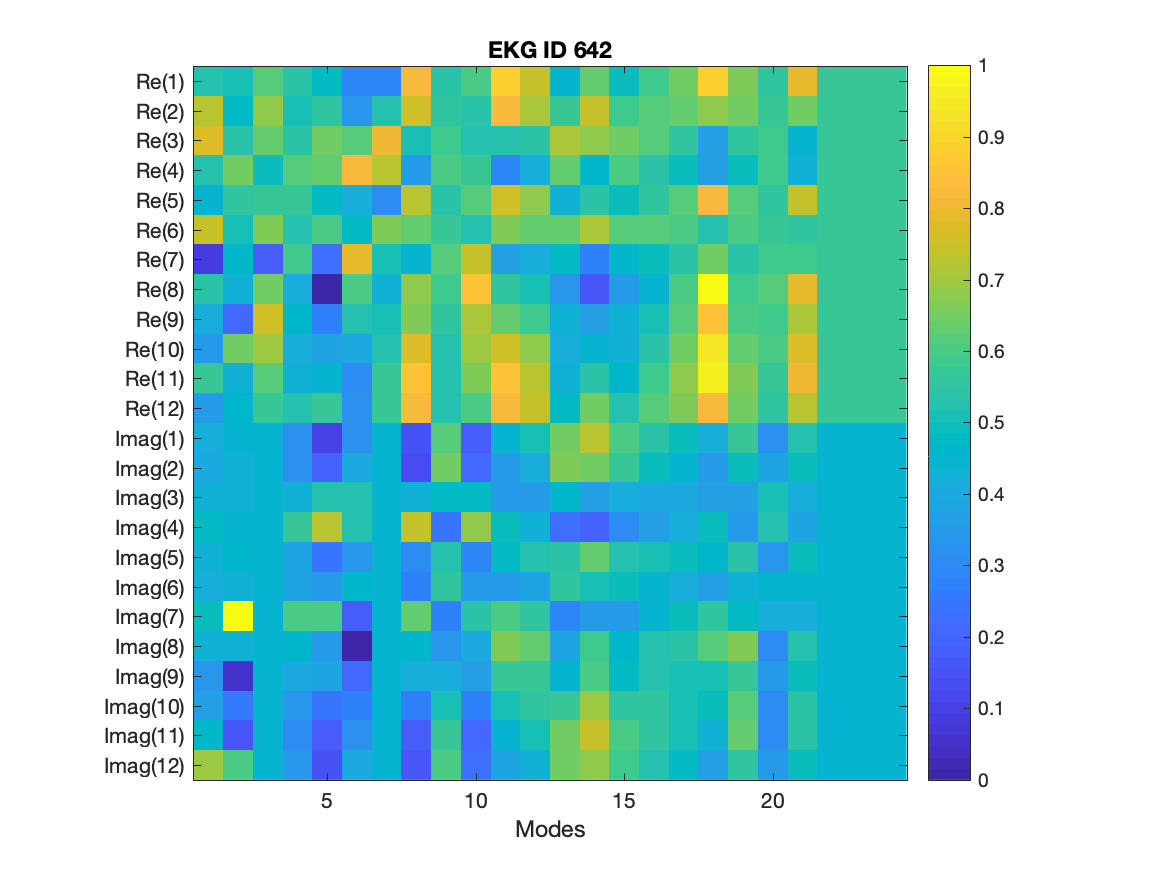 EKG ID 642
Re(1)
Re(2)
Re(3)
Re(4)
Re(5)
Re(6)
Re(7)
Re(8)
Re(9)
Re(10)
Re(11)
Re(12)
Imag(1)
Imag(2)
Imag(3)
Imag(4)
Imag(5)
Imag(6)
Imag(7)
Imag(8)
Imag(9)
Imag(10)
Imag(11)
Imag(12)
5 10 15 20
Modes
1
0.9
0.8
0.7
0.6
0.5
0.4
0.3
0.2
0.1
0